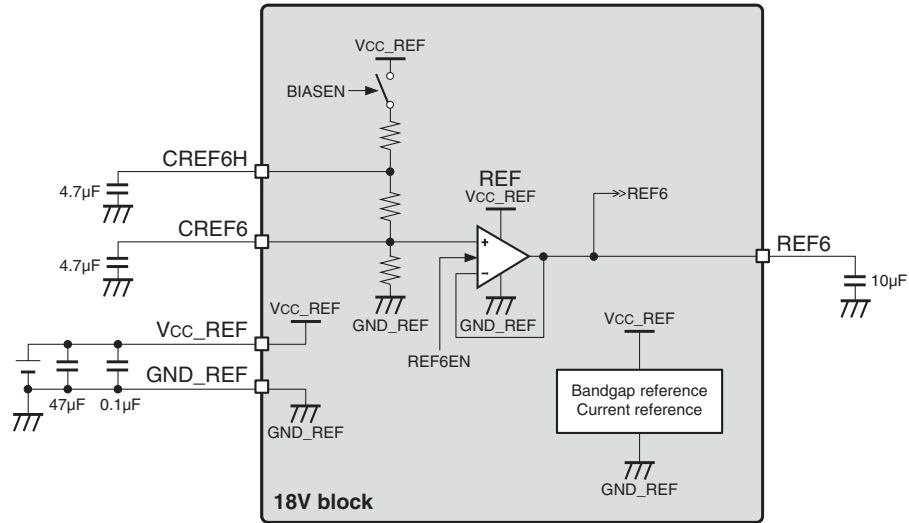 VCC_REF
BIASEN
CREF6H
4.7µF
REF
VCC_REF
REF6
CREF6
4.7µF
+
−
REF6
10µF
VCC_REF
GND_REF
GND_REF
VCC_REF
VCC_REF
REF6EN
GND_REF
47µF
0.1µF
GND_REF
Bandgap reference
Current reference
GND_REF
18V block